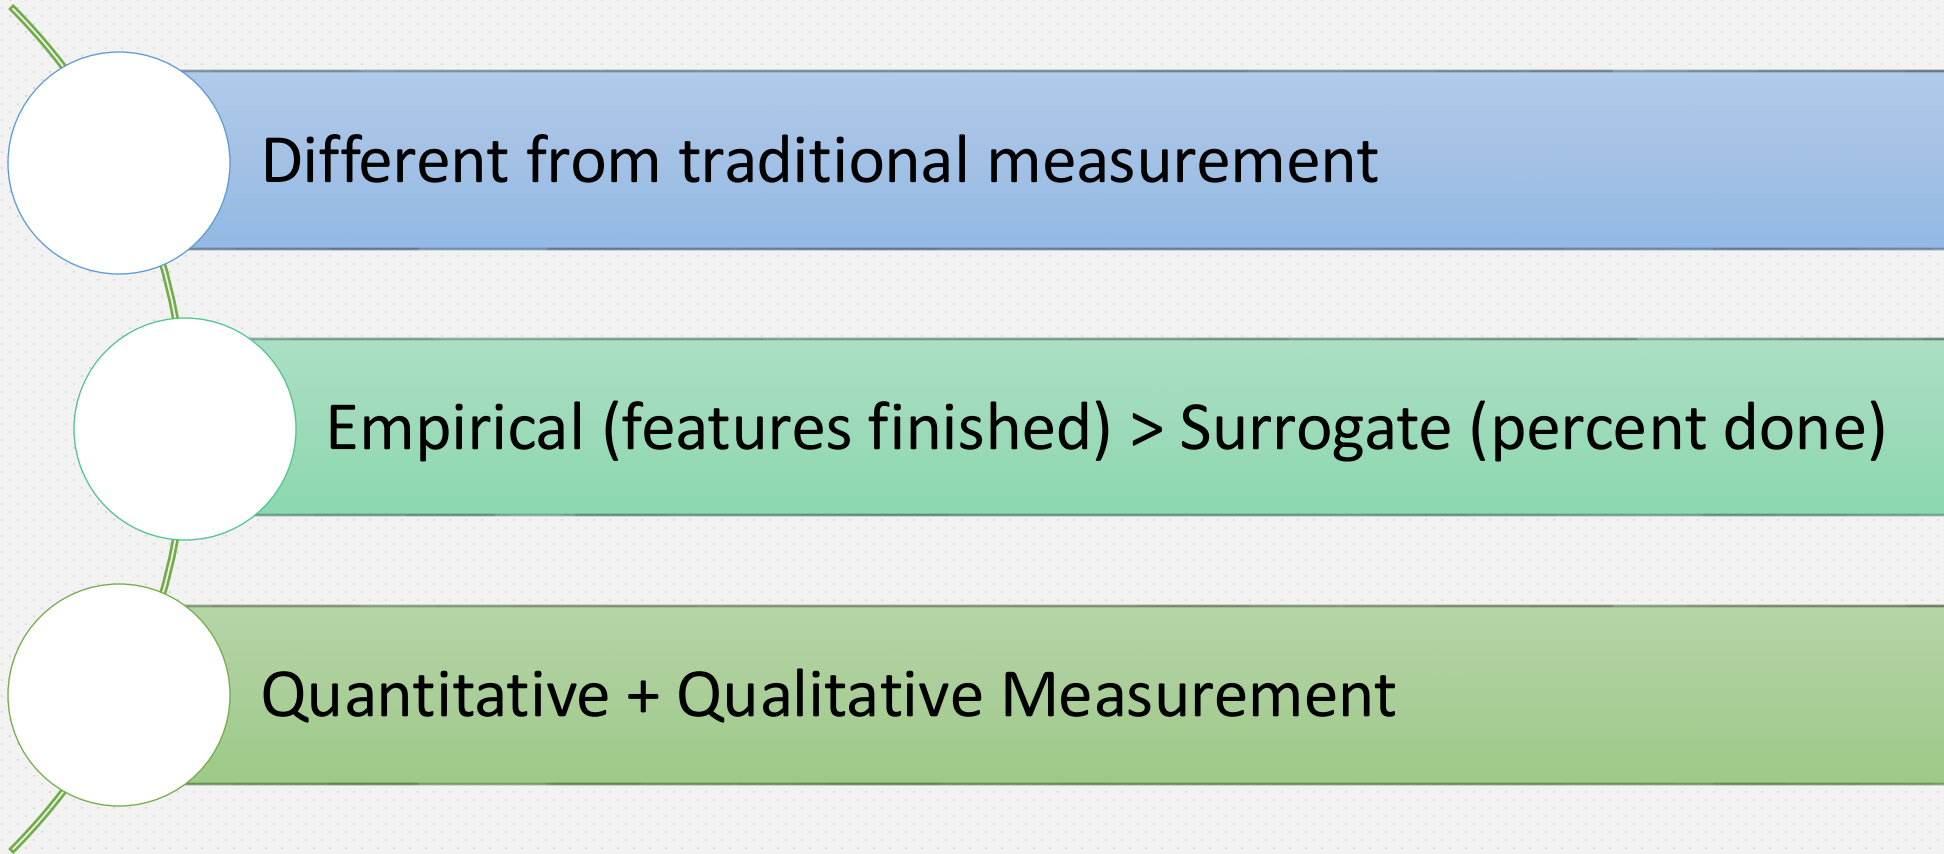 Different from traditional measurement
Empirical (features finished) > Surrogate (percent done)
Quantitative + Qualitative Measurement